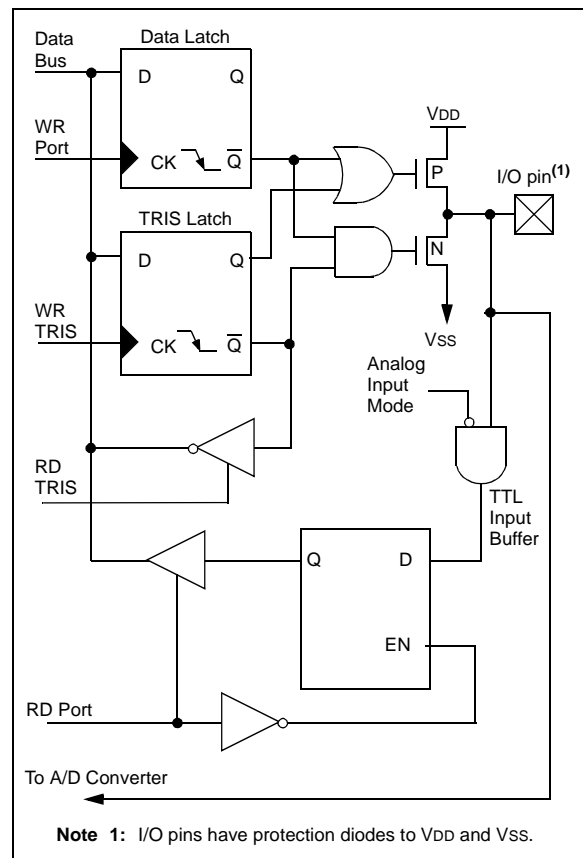 Data
Bus
Data Latch
D
Q
WR
Port
CK
Q
VDD
P
I/O pin(1)
TRIS Latch
D
Q
N
WR
TRIS
CK
Q
VSS
Analog
Input
Mode
RD
TRIS
TTL
Input
Buffer
Q
D
EN
RD Port
To A/D Converter
Note 1: I/O pins have protection diodes to VDD and VSS.